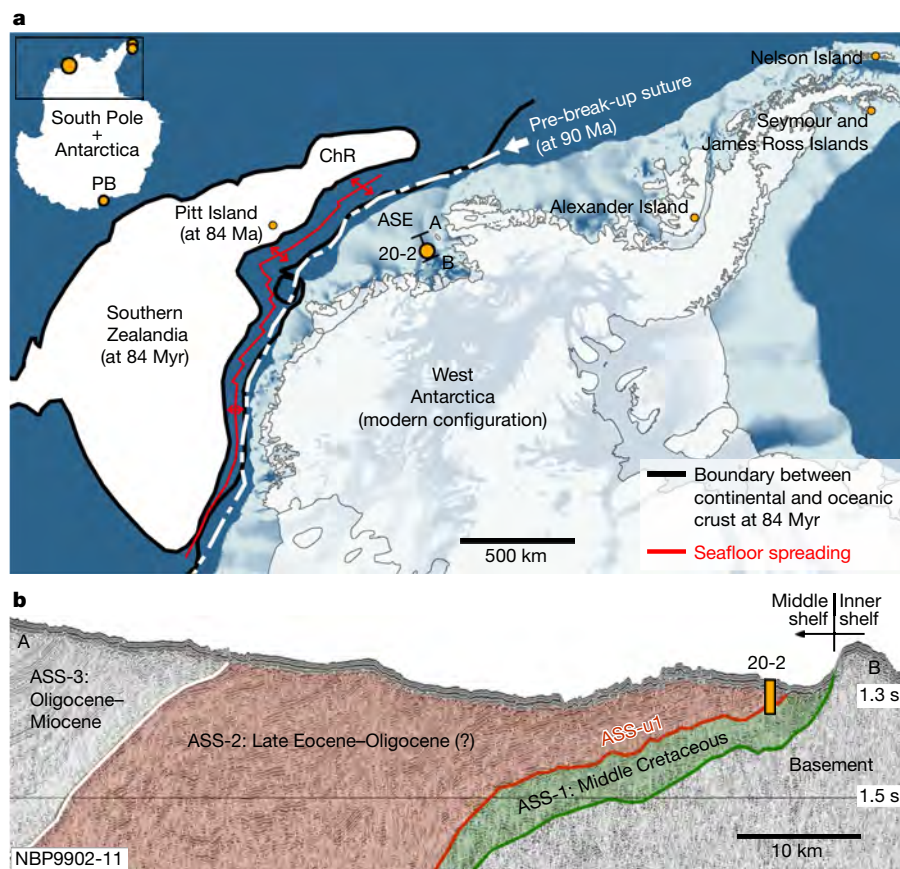 a
South Pole
+
Antarctica
PB
ChR
Pitt Island
(at 84 Ma)
Southern
Zealandia
(at 84 Myr)
Pre-break-up suture
(at 90 Ma)
Nelson Island
Seymour and
James Ross Islands
Alexander Island
ASE
A
20-2
B
West
Antarctica
(modern configuration)
500 km
Boundary between
continental and oceanic
crust at 84 Myr
Seafloor spreading
b
Middle
shelf
Inner
shelf
A
20-2
B
ASS-3:
Oligocene–
Miocene
1.3 s
ASS-2: Late Eocene–Oligocene (?)
ASS-u1
ASS-1: Middle Cretaceous
Basement
1.5 s
NBP9902-11
10 km